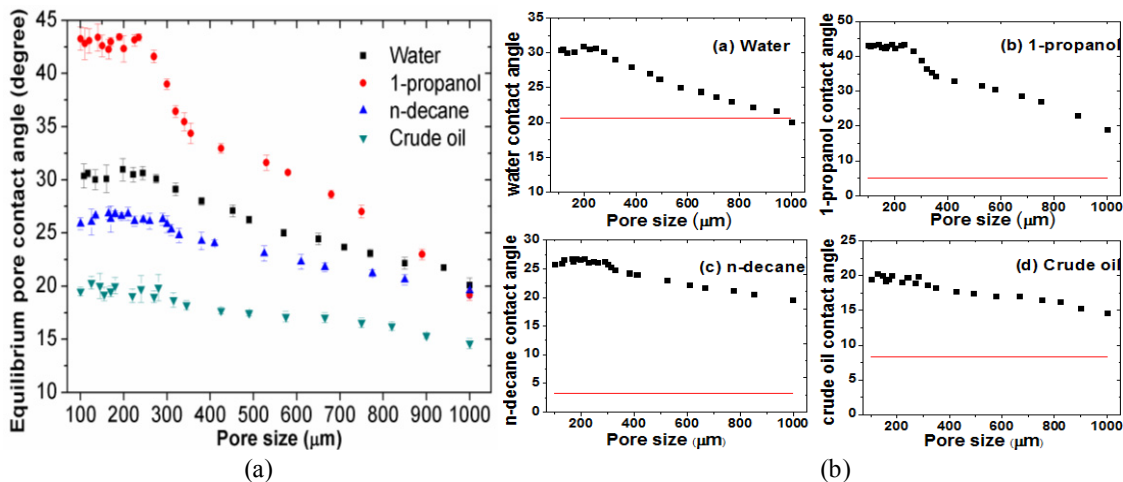 Equilibrium pore contact angle (degree)
45
40
35
30
25
20
15
10
Water
1-propanol
n-decane
Crude oil
100 200 300 400 500 600 700 800 900 1000
Pore size (μm)
(a)
water contact angle
35
30
25
20
15
10
(a) Water
200 400 600 800 1000
Pore size (μm)
1-propanol contact angle
50
40
30
20
10
0
(b) 1-propanol
200 400 600 800 1000
Pore size (μm)
n-decane contact angle
30
25
20
15
10
5
0
(c) n-decane
200 400 600 800 1000
Pore size (μm)
crude oil contact angle
25
20
15
10
5
0
(d) Crude oil
200 400 600 800 1000
Pore size (μm)
(b)